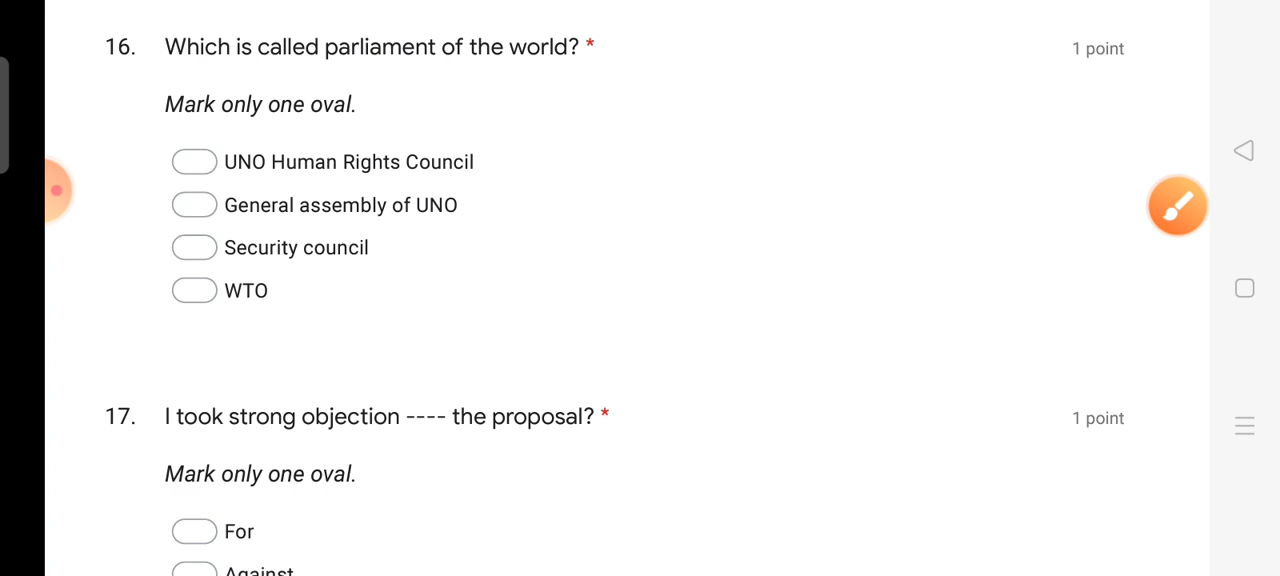 16. Which is called parliament of the world? *
1 point
Mark only one oval.
UNO Human Rights Council
General assembly of UNO
Security council
WTO
17. I took strong objection ---- the proposal? *
1 point
Mark only one oval.
For
Against